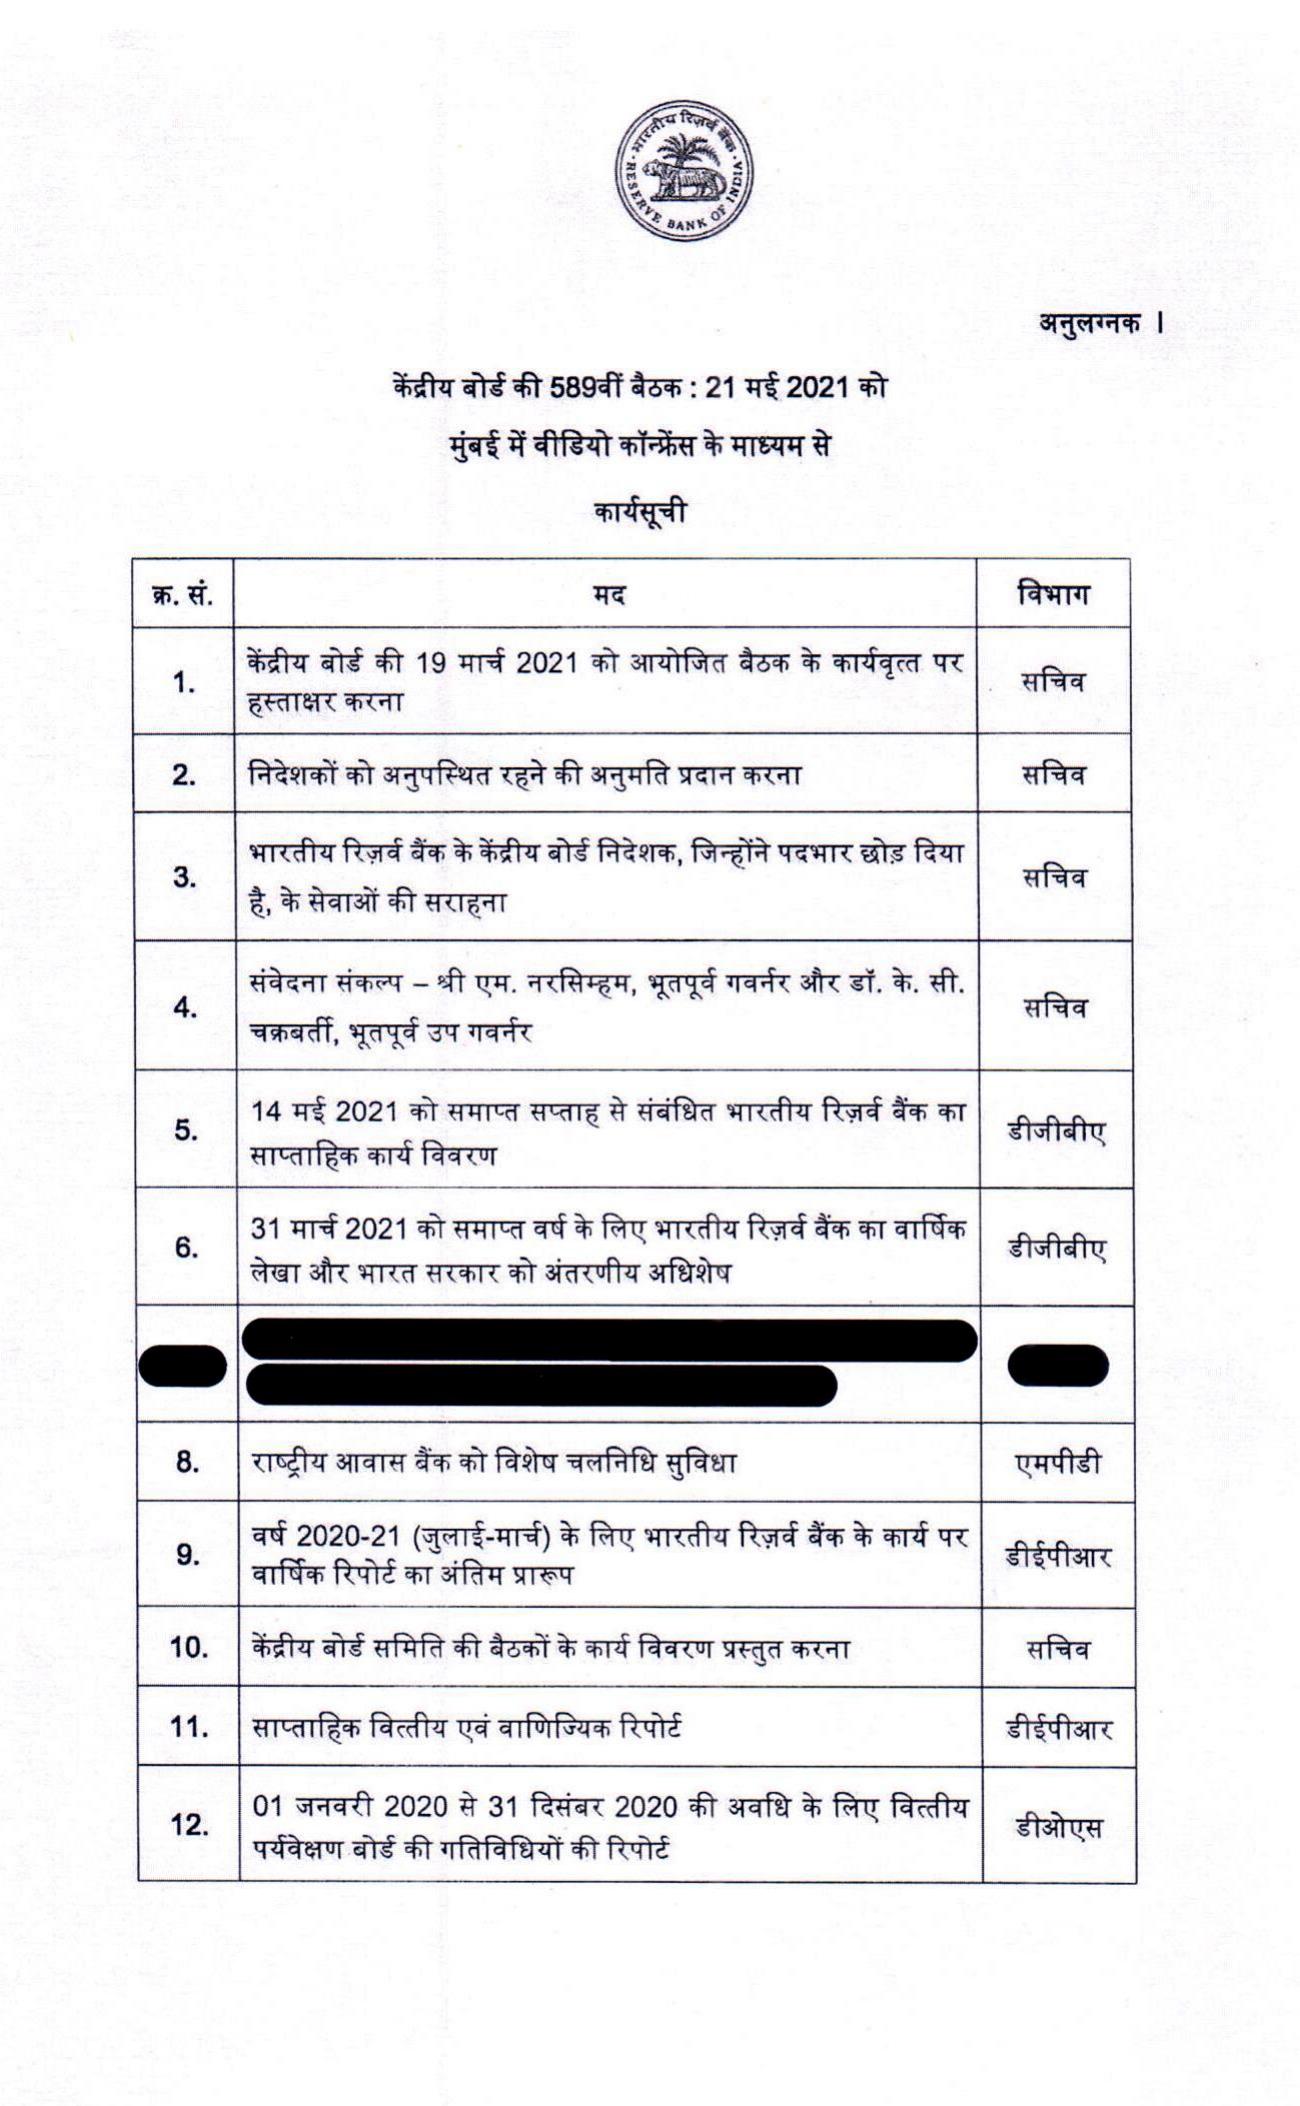 भारतीय रिज़र्व बैंक
RESERVE BANK OF INDIA
अनुलग्नक I
केंद्रीय बोर्ड की 589वीं बैठक : 21 मई 2021 को
मुंबई में वीडियो कॉन्फ्रेंस के माध्यम से
कार्यसूची
क्र. सं. मद विभाग
1. केंद्रीय बोर्ड की 19 मार्च 2021 को आयोजित बैठक के कार्यवृत्त पर
हस्ताक्षर करना सचिव
2. निदेशकों को अनुपस्थित रहने की अनुमति प्रदान करना सचिव
3. भारतीय रिज़र्व बैंक के केंद्रीय बोर्ड निदेशक, जिन्होंने पदभार छोड़ दिया
है, के सेवाओं की सराहना सचिव
4. संवेदना संकल्प – श्री एम. नरसिम्हम, भूतपूर्व गवर्नर और डॉ. के. सी.
चक्रबर्ती, भूतपूर्व उप गवर्नर सचिव
5. 14 मई 2021 को समाप्त सप्ताह से संबंधित भारतीय रिज़र्व बैंक का
साप्ताहिक कार्य विवरण डीजीबीए
6. 31 मार्च 2021 को समाप्त वर्ष के लिए भारतीय रिज़र्व बैंक का वार्षिक
लेखा और भारत सरकार को अंतरणीय अधिशेष डीजीबीए
8. राष्ट्रीय आवास बैंक को विशेष चलनिधि सुविधा एमपीडी
9. वर्ष 2020-21 (जुलाई-मार्च) के लिए भारतीय रिज़र्व बैंक के कार्य पर
वार्षिक रिपोर्ट का अंतिम प्रारूप डीईपीआर
10. केंद्रीय बोर्ड समिति की बैठकों के कार्य विवरण प्रस्तुत करना सचिव
11. साप्ताहिक वित्तीय एवं वाणिज्यिक रिपोर्ट डीईपीआर
12. 01 जनवरी 2020 से 31 दिसंबर 2020 की अवधि के लिए वित्तीय
पर्यवेक्षण बोर्ड की गतिविधियों की रिपोर्ट डीओएस